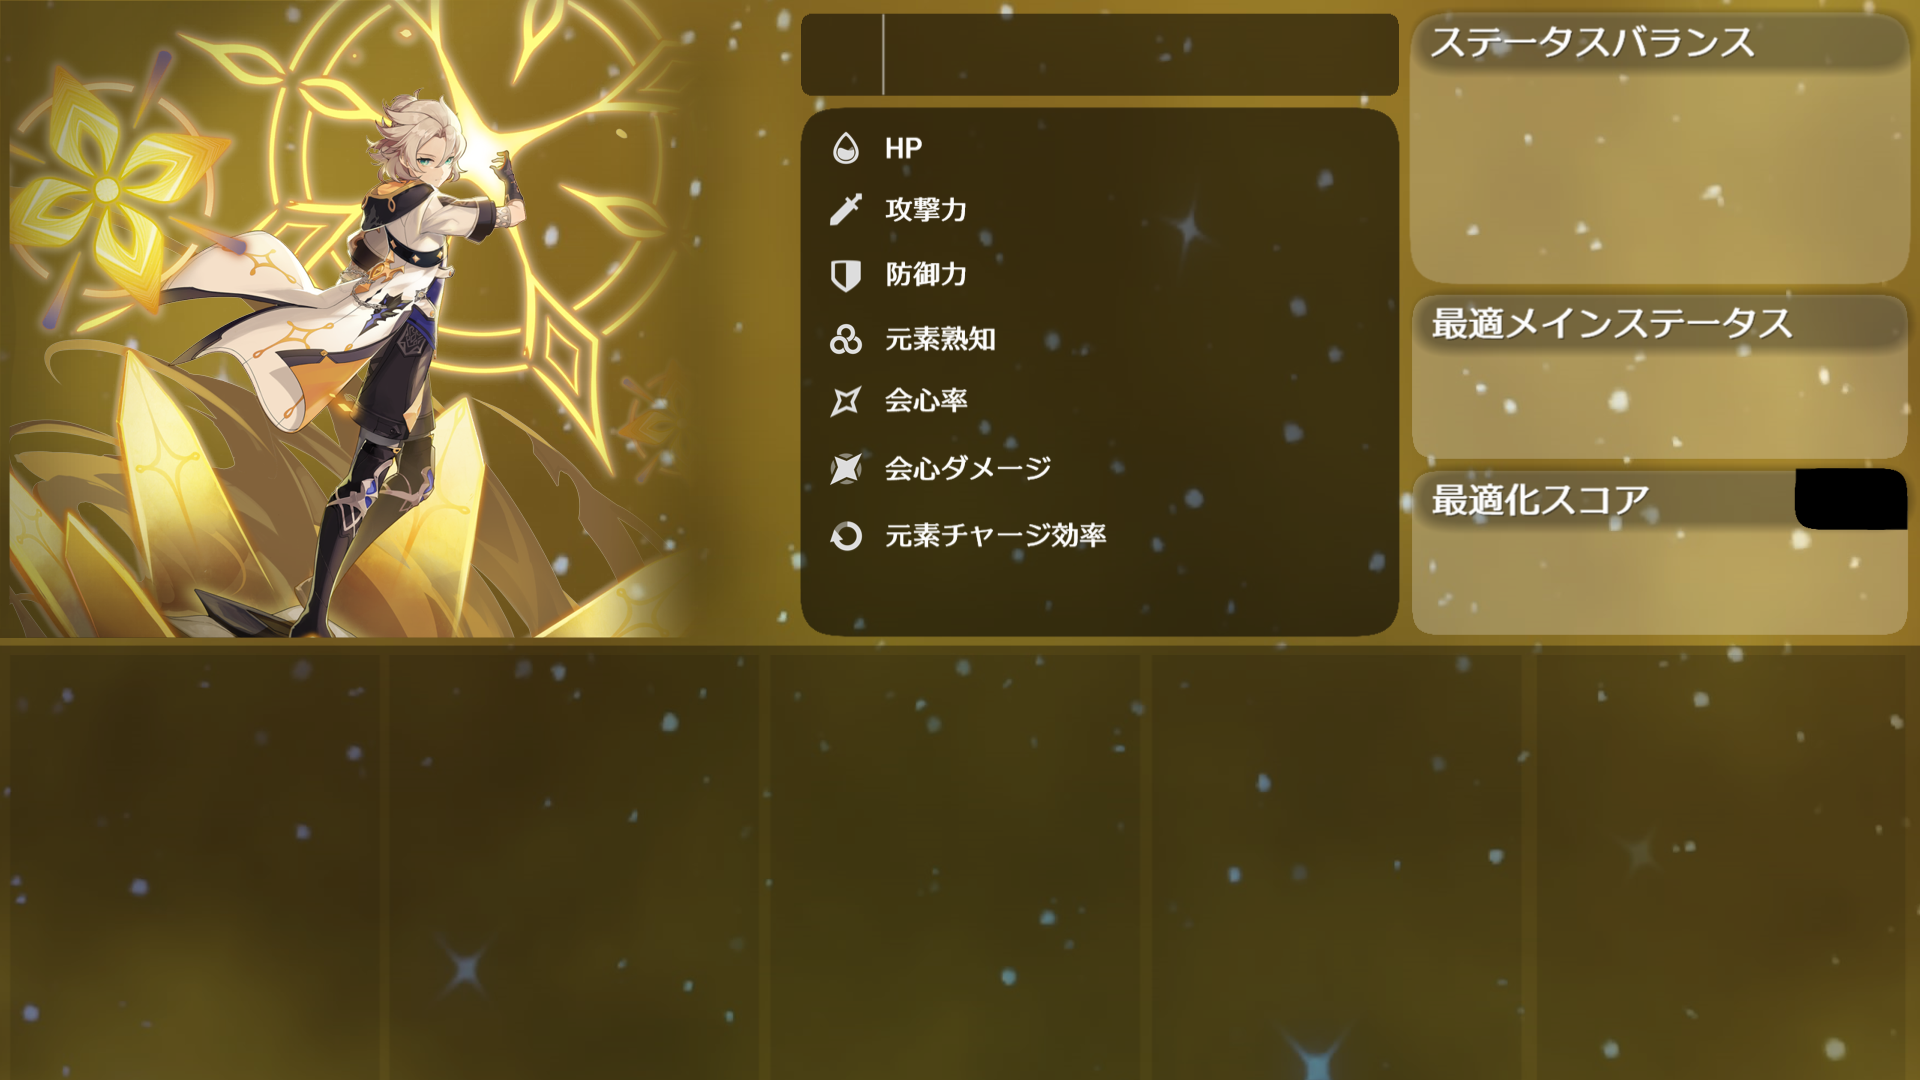 HP
攻撃力
防御力
元素熟知
会心率
会心ダメージ
元素チャージ効率
ステータスバランス
最適メインステータス
最適化スコア